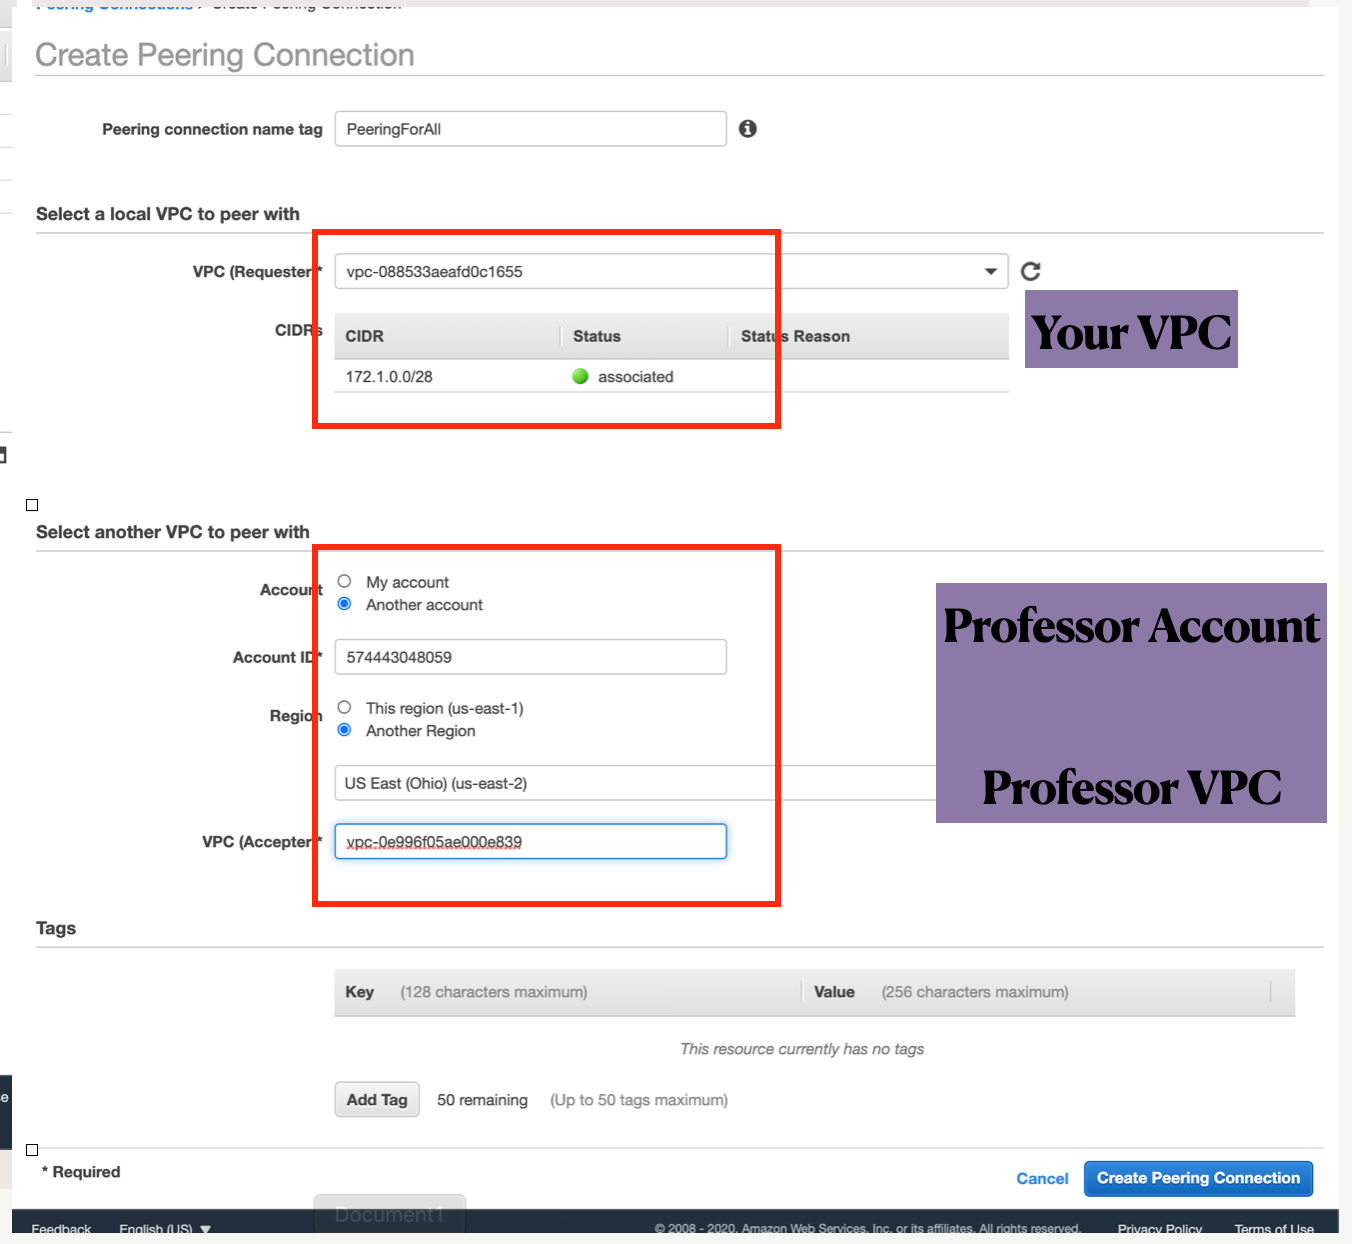 Peering Connections > Create Peering Connection
Create Peering Connection
Peering connection name tag PeeringForAll
Select a local VPC to peer with
VPC (Requester * vpc-088533aeafd0c1655
Your VPC
CIDRs CIDR Status Status Reason
172.1.0.0/28 associated
Select another VPC to peer with
Account My account
Another account
Professor Account
Account ID* 574443048059
Region This region (us-east-1)
Another Region
US East (Ohio) (us-east-2)
Professor VPC
VPC (Accepter * vpc-0e996f05ae000e839
Tags
Key (128 characters maximum) Value (256 characters maximum)
This resource currently has no tags
Add Tag 50 remaining (Up to 50 tags maximum)
* Required
Cancel Create Peering Connection
Document1
Feedback English (US) © 2008 - 2020, Amazon Web Services, Inc. or its affiliates. All rights reserved. Privacy Policy Terms of Use